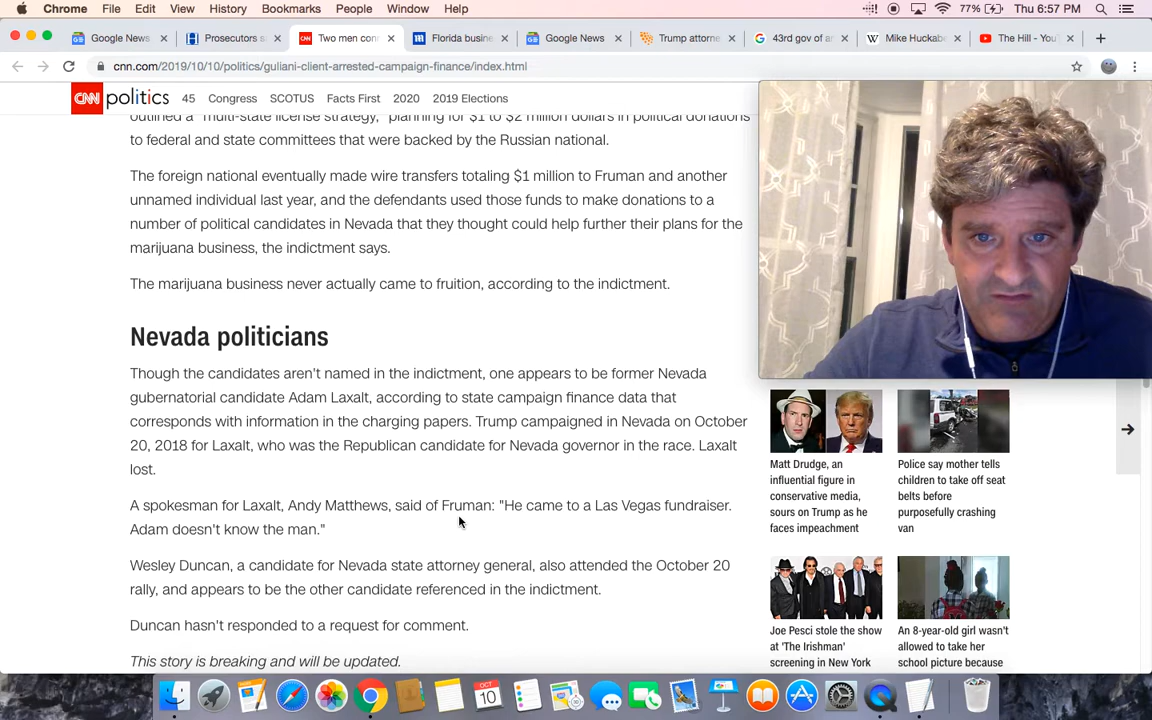 Chrome File Edit View History Bookmarks People Window Help 77% Thu 6:57 PM
Google News Prosecutors s Two men con Florida busine Google News Trump attorne 43rd gov of ar Mike Huckab The Hill - You
cnn.com/2019/10/10/politics/guliani-client-arrested-campaign-finance/index.html
CNN politics 45 Congress SCOTUS Facts First 2020 2019 Elections
outlined a "multi-state license strategy," planning for $1 to $2 million dollars in political donations
to federal and state committees that were backed by the Russian national.
The foreign national eventually made wire transfers totaling $1 million to Fruman and another
unnamed individual last year, and the defendants used those funds to make donations to a
number of political candidates in Nevada that they thought could help further their plans for the
marijuana business, the indictment says.
The marijuana business never actually came to fruition, according to the indictment.
Nevada politicians
Though the candidates aren't named in the indictment, one appears to be former Nevada
gubernatorial candidate Adam Laxalt, according to state campaign finance data that
corresponds with information in the charging papers. Trump campaigned in Nevada on October
20, 2018 for Laxalt, who was the Republican candidate for Nevada governor in the race. Laxalt
lost.
A spokesman for Laxalt, Andy Matthews, said of Fruman: "He came to a Las Vegas fundraiser.
Adam doesn't know the man."
Wesley Duncan, a candidate for Nevada state attorney general, also attended the October 20
rally, and appears to be the other candidate referenced in the indictment.
Duncan hasn't responded to a request for comment.
This story is breaking and will be updated.
Matt Drudge, an
influential figure in
conservative media,
sours on Trump as he
faces impeachment
Police say mother tells
children to take off seat
belts before
purposefully crashing
van
Joe Pesci stole the show
at 'The Irishman'
screening in New York
An 8-year-old girl wasn't
allowed to take her
school picture because
OCT
10